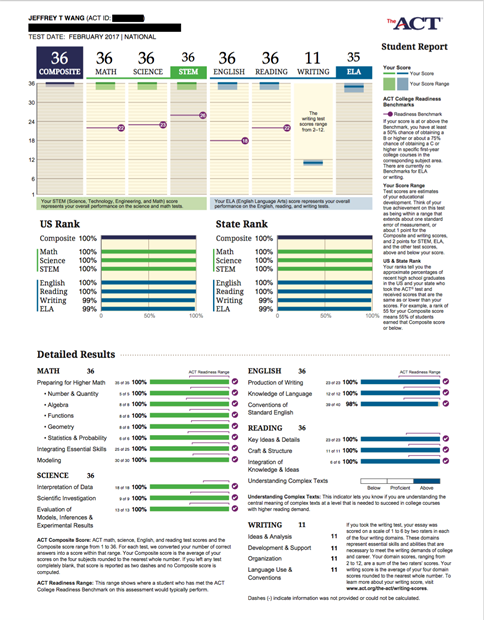 JEFFREY T WANG (ACT ID: )
TEST DATE: FEBRUARY 2017 | NATIONAL
The ACT
Student Report
36 36 36 36 36 36 11 35
COMPOSITE MATH SCIENCE STEM ENGLISH READING WRITING ELA
36
30
24
18
12
6
1
22
23
26
18
22
The
writing test
scores range
from 2–12.
Your STEM (Science, Technology, Engineering, and Math) score
represents your overall performance on the science and math tests.
Your ELA (English Language Arts) score represents your overall
performance on the English, reading, and writing tests.
Your Score
Your Score
Your Score Range
ACT College Readiness
Benchmarks
Readiness Benchmark
If your score is at or above the
Benchmark, you have at least
a 50% chance of obtaining a
B or higher or about a 75%
chance of obtaining a C or
higher in specific first-year
college courses in the
corresponding subject area.
There are currently no
Benchmarks for ELA
or writing.
Your Score Range
Test scores are estimates
of your educational
development. Think of your
true achievement on this test
as being within a range that
extends about one standard
error of measurement, or
about 1 point for the
Composite and writing scores,
and 2 points for STEM, ELA,
and the other test scores,
above and below your score.
US & State Rank
Your ranks tell you the
approximate percentages of
recent high school graduates
in the US and your state who
took the ACT® test and
received scores that are the
same as or lower than your
scores. For example, a rank of
55 for your Composite score
means 55% of students
earned that Composite score
or below.
US Rank
Composite 100%
Math 100%
Science 100%
STEM 100%
English 100%
Reading 100%
Writing 99%
ELA 99%
0 50% 100%
State Rank
Composite 100%
Math 100%
Science 100%
STEM 100%
English 100%
Reading 100%
Writing 99%
ELA 99%
0 50% 100%
Detailed Results
MATH 36
ACT Readiness Range
Preparing for Higher Math 35 of 35 100%
• Number & Quantity 5 of 5 100%
• Algebra 8 of 8 100%
• Functions 8 of 8 100%
• Geometry 8 of 8 100%
• Statistics & Probability 6 of 6 100%
Integrating Essential Skills 25 of 25 100%
Modeling 100%
SCIENCE 36
ACT Readiness Range
Interpretation of Data 18 of 18 100%
Scientific Investigation 9 of 9 100%
Evaluation of
Models, Inferences &
Experimental Results
13 of 13 100%
ACT Composite Score: ACT math, science, English, and reading test scores and the
Composite score range from 1 to 36. For each test, we converted your number of correct
answers into a score within that range. Your Composite score is the average of your
scores on the four subjects rounded to the nearest whole number. If you left any test
completely blank, that score is reported as two dashes and no Composite score is
computed.
ACT Readiness Range: This range shows where a student who has met the ACT
College Readiness Benchmark on this assessment would typically perform.
ENGLISH 36
ACT Readiness Range
Production of Writing 23 of 23 100%
Knowledge of Language 12 of 12 100%
Conventions of
Standard English
39 of 40 98%
READING 36
ACT Readiness Range
Key Ideas & Details 23 of 23 100%
Craft & Structure 11 of 11 100%
Integration of
Knowledge & Ideas
6 of 6 100%
Understanding Complex Texts
Below Proficient Above
Understanding Complex Texts: This indicator lets you know if you are understanding the
central meaning of complex texts at a level that is needed to succeed in college courses
with higher reading demand.
WRITING 11
Ideas & Analysis 11
Development & Support 11
Organization 11
Language Use &
Conventions
11
If you took the writing test, your essay was
scored on a scale of 1 to 6 by two raters in each
of the four writing domains. These domains
represent essential skills and abilities that are
necessary to meet the writing demands of college
and career. Your domain scores, ranging from
2 to 12, are a sum of the two raters' scores. Your
writing score is the average of your four domain
scores rounded to the nearest whole number. To
learn more about your writing score, visit
www.act.org/the-act/writing-scores.
Dashes (-) indicate information was not provided or could not be calculated.